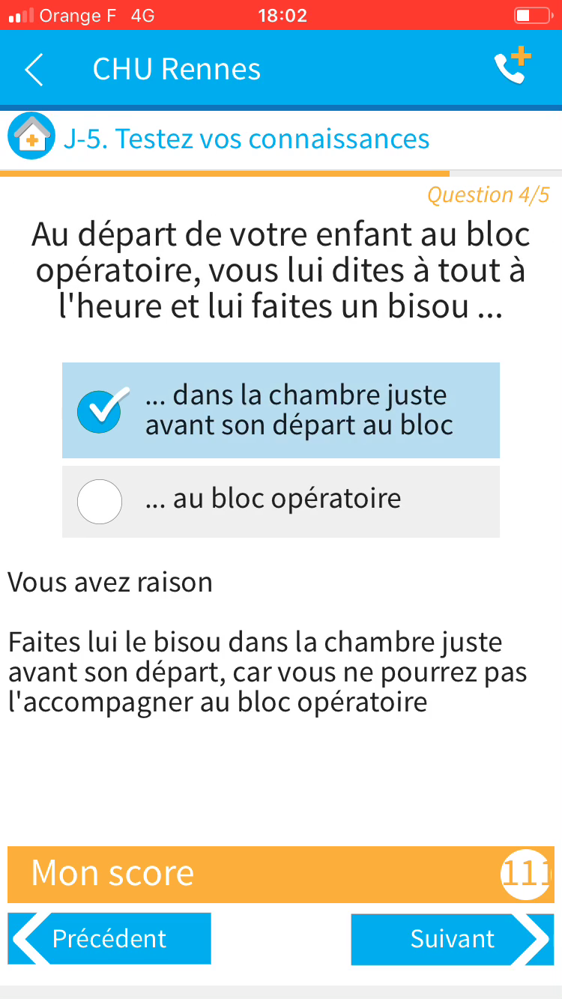 Orange F 4G 18:02
CHU Rennes
J-5. Testez vos connaissances
Question 4/5
Au départ de votre enfant au bloc
opératoire, vous lui dites à tout à
l'heure et lui faites un bisou ...
... dans la chambre juste
avant son départ au bloc
... au bloc opératoire
Vous avez raison
Faites lui le bisou dans la chambre juste
avant son départ, car vous ne pourrez pas
l'accompagner au bloc opératoire
Mon score 111
Précédent Suivant